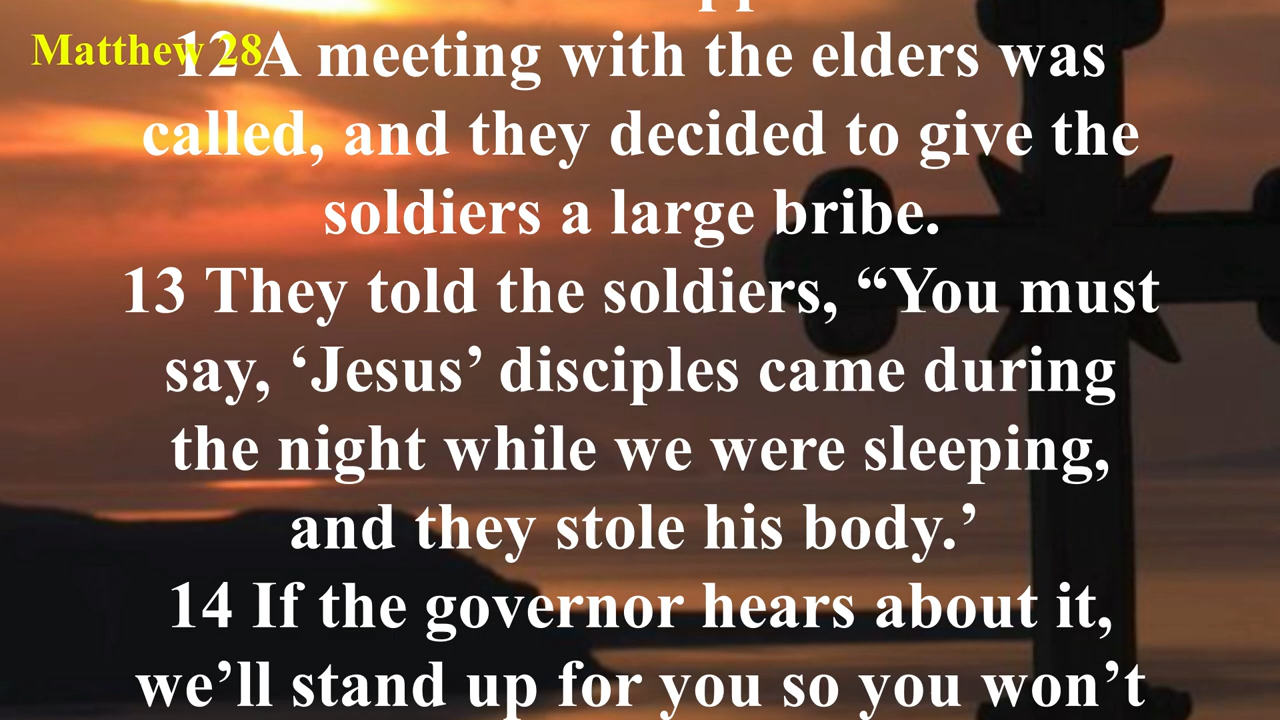 Matthew 28
12 A meeting with the elders was
called, and they decided to give the
soldiers a large bribe.
13 They told the soldiers, “You must
say, ‘Jesus’ disciples came during
the night while we were sleeping,
and they stole his body.’
14 If the governor hears about it,
we’ll stand up for you so you won’t